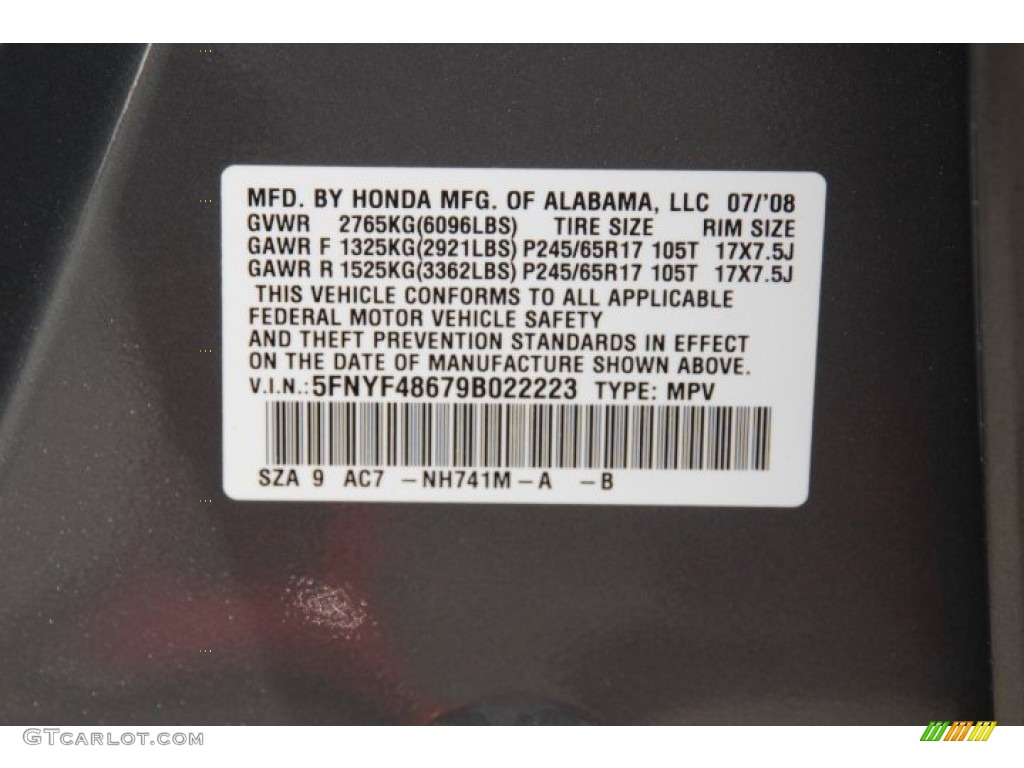 MFD. BY HONDA MFG. OF ALABAMA, LLC 07/'08
GVWR 2765KG(6096LBS) TIRE SIZE RIM SIZE
GAWR F 1325KG(2921LBS) P245/65R17 105T 17X7.5J
GAWR R 1525KG(3362LBS) P245/65R17 105T 17X7.5J
THIS VEHICLE CONFORMS TO ALL APPLICABLE
FEDERAL MOTOR VEHICLE SAFETY
AND THEFT PREVENTION STANDARDS IN EFFECT
ON THE DATE OF MANUFACTURE SHOWN ABOVE.
V.I.N.: 5FNYF48679B022223 TYPE: MPV
SZA 9 AC7 -NH741M-A -B
GTCARLOT.COM